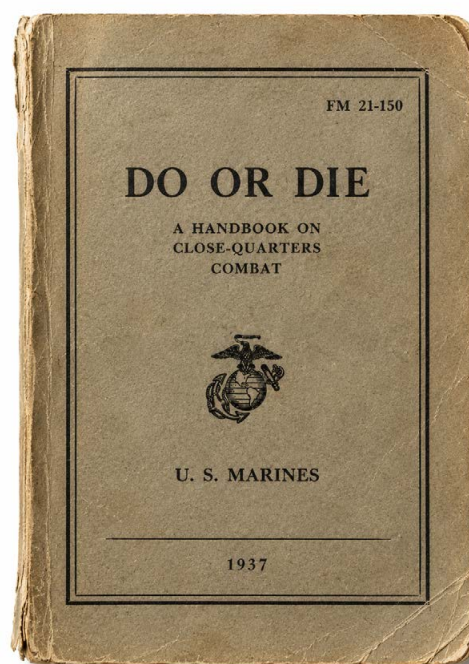 FM 21-150
DO OR DIE
A HANDBOOK ON
CLOSE-QUARTERS
COMBAT
U. S. MARINES
1937